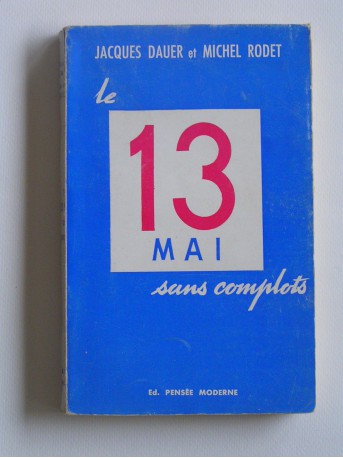 JACQUES DAUER et MICHEL RODET
le
13
MAI
sans complots
Ed. PENSÉE MODERNE